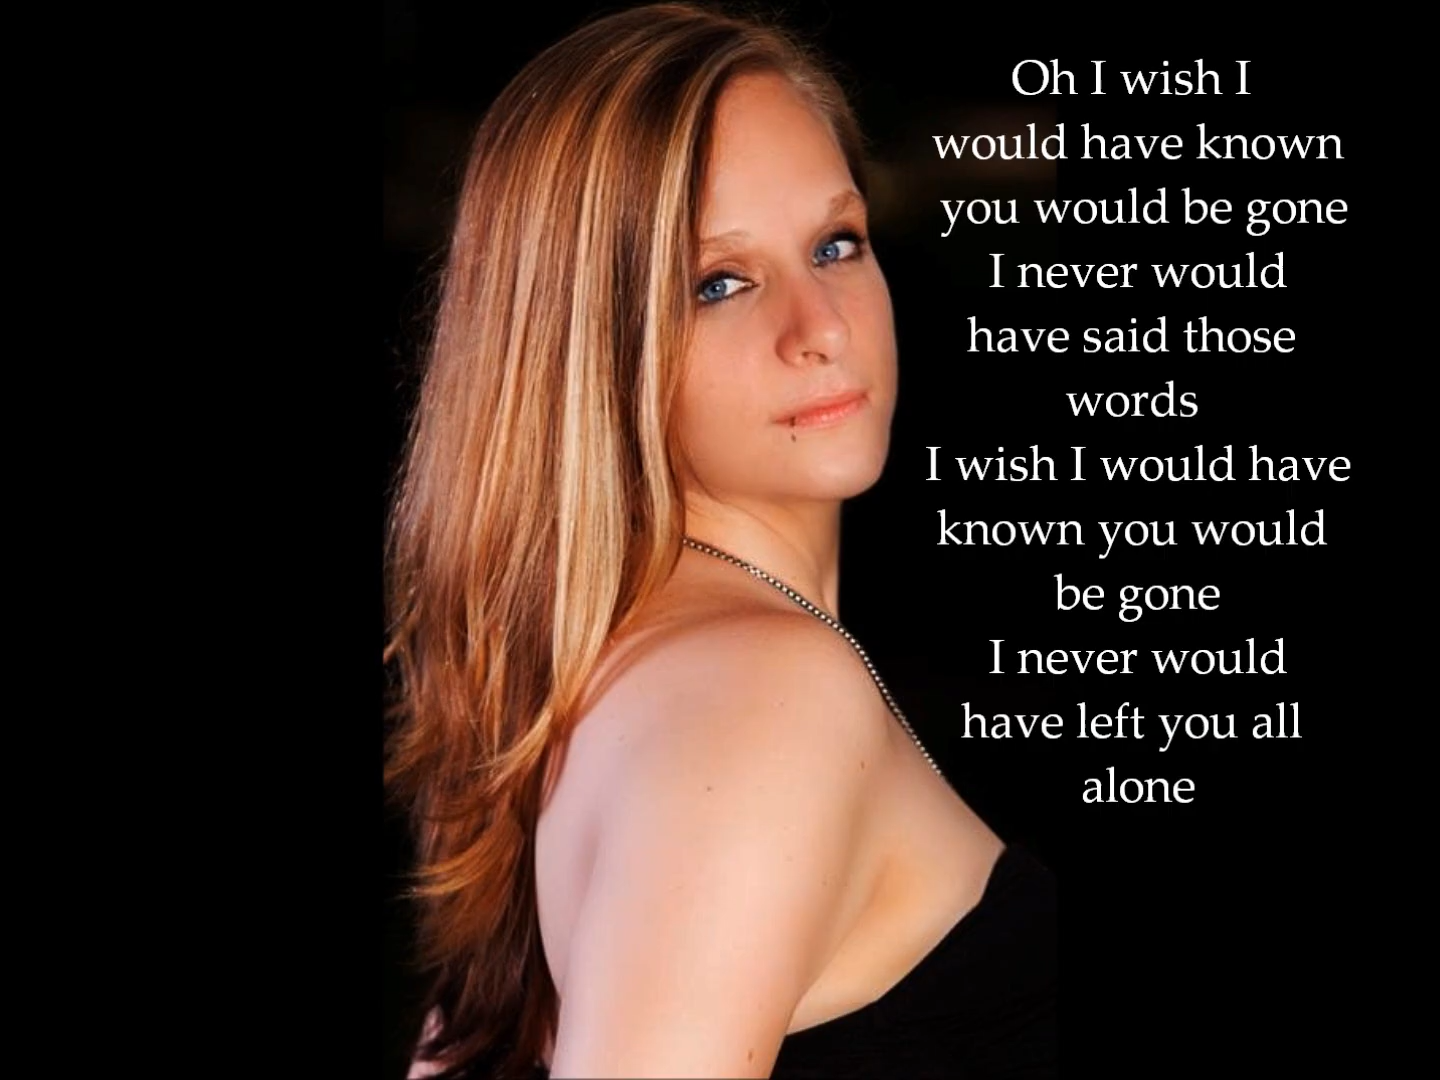 Oh I wish I
would have known
you would be gone
I never would
have said those
words
I wish I would have
known you would
be gone
I never would
have left you all
alone